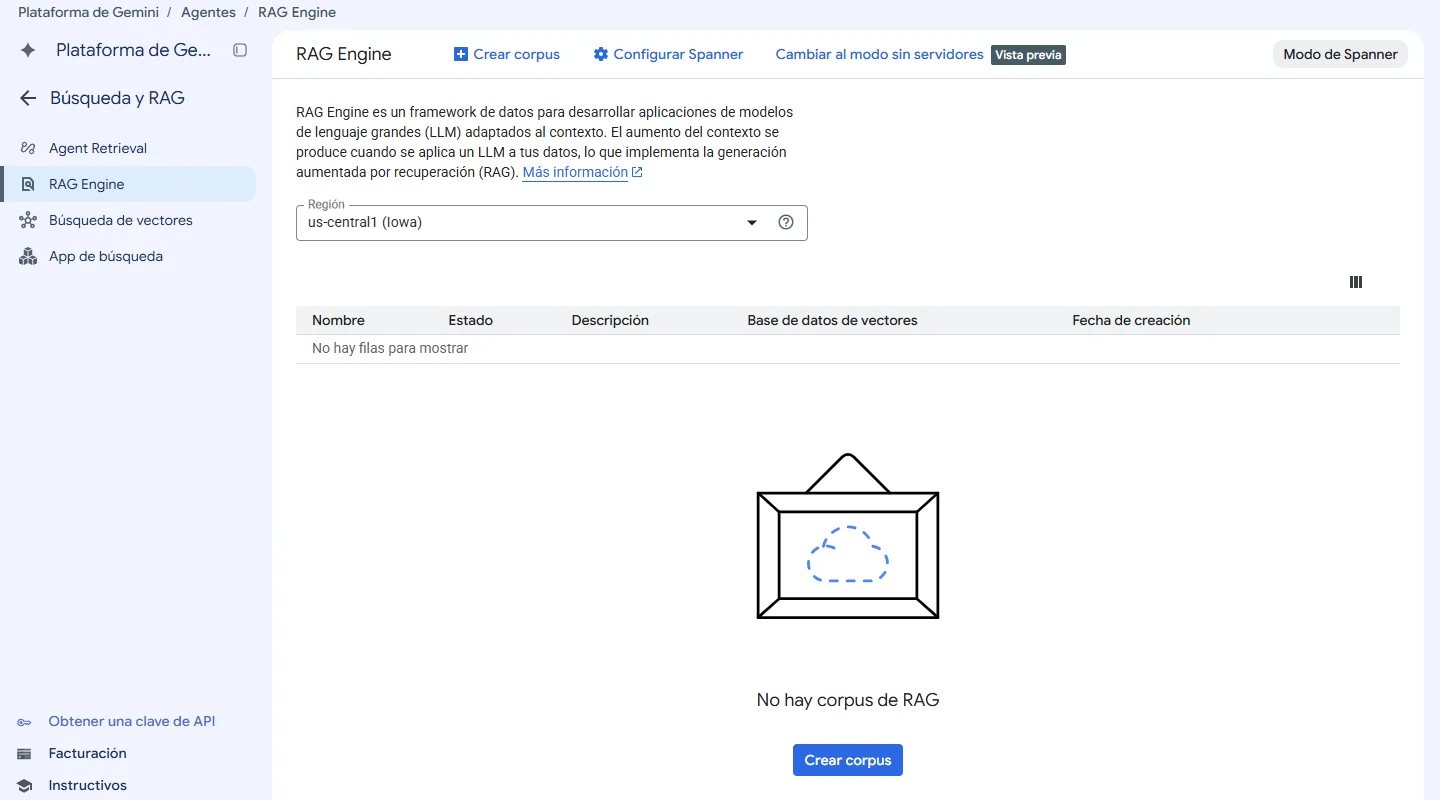 Plataforma de Gemini / Agentes / RAG Engine
Plataforma de Ge...
Búsqueda y RAG
Agent Retrieval
RAG Engine
Búsqueda de vectores
App de búsqueda
Obtener una clave de API
Facturación
Instructivos
RAG Engine Crear corpus Configurar Spanner Cambiar al modo sin servidores Vista previa Modo de Spanner
RAG Engine es un framework de datos para desarrollar aplicaciones de modelos
de lenguaje grandes (LLM) adaptados al contexto. El aumento del contexto se
produce cuando se aplica un LLM a tus datos, lo que implementa la generación
aumentada por recuperación (RAG). Más información
Región
us-central1 (Iowa)
Nombre Estado Descripción Base de datos de vectores Fecha de creación
No hay filas para mostrar
No hay corpus de RAG
Crear corpus